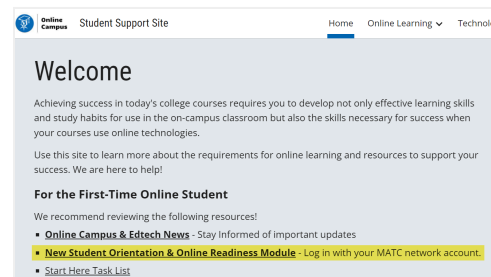 Online Campus Student Support Site Home Online Learning
Welcome
Achieving success in today's college courses requires you to develop not only effective learning skills
and study habits for use in the on-campus classroom but also the skills necessary for success when
your courses use online technologies.
Use this site to learn more about the requirements for online learning and resources to support your
success. We are here to help!
For the First-Time Online Student
We recommend reviewing the following resources!
Online Campus & Edtech News - Stay Informed of important updates
New Student Orientation & Online Readiness Module - Log in with your MATC network account.
Start Here Task List